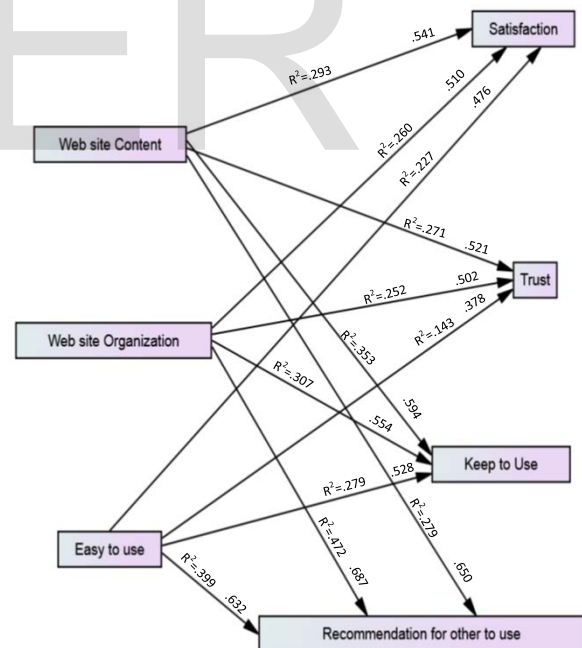 ER
Satisfaction
.541
R²=.293
.510
.476
R²=.260
R²=.227
Web site Content
R²=.271
.521
Trust
.502
R²=.252
.378
R²=.143
Web site Organization
R²=.353
R²=.307
.594
.554
Keep to Use
.528
R²=.279
R²=.279
R²=.472
Easy to use
R²=.399
.687
.650
.632
Recommendation for other to use